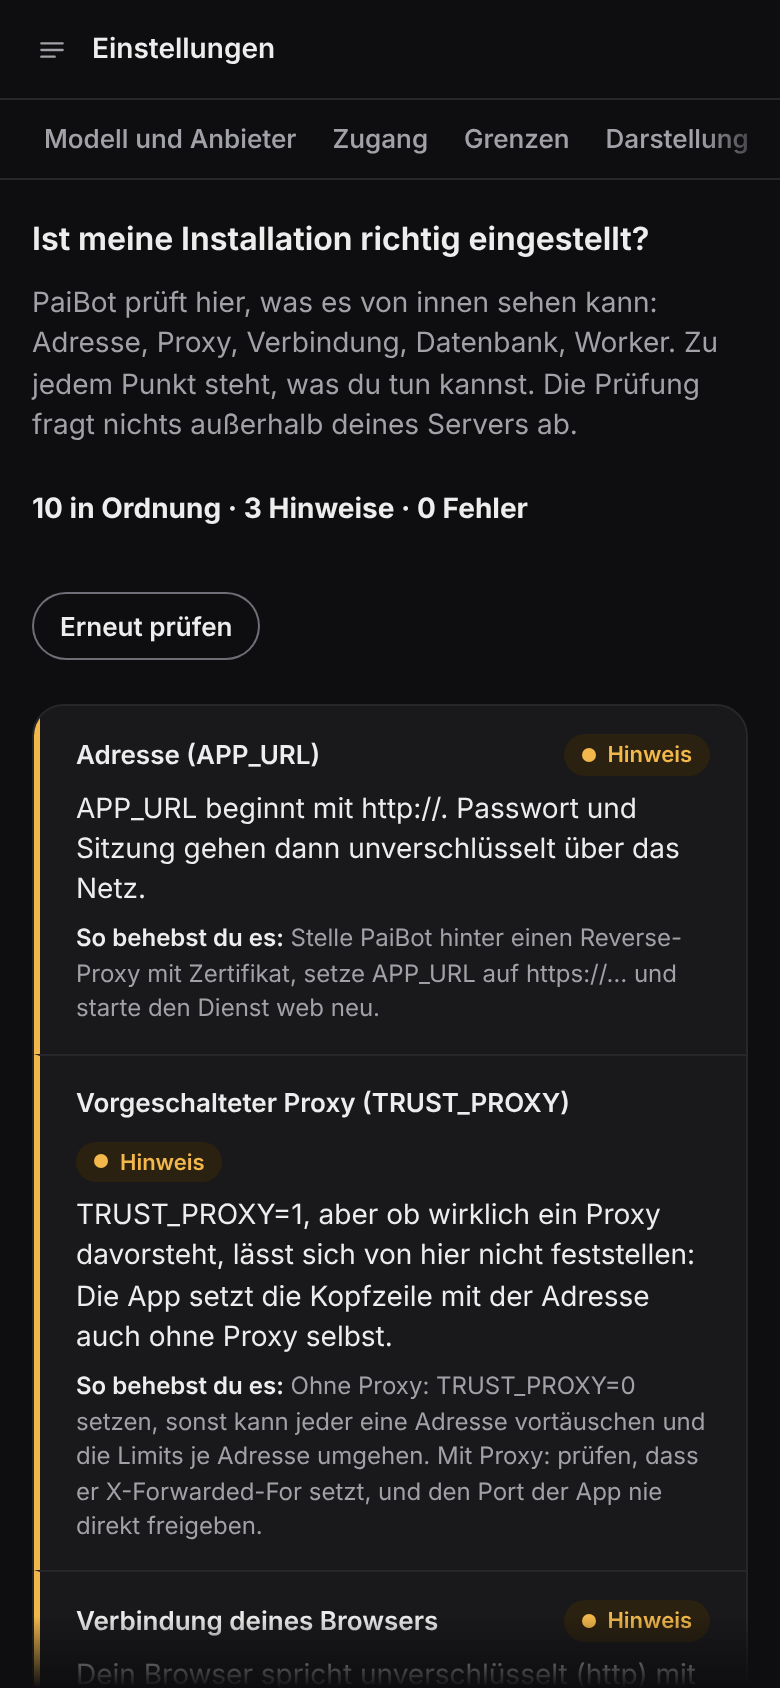 Einstellungen
Modell und Anbieter Zugang Grenzen Darstellung
Ist meine Installation richtig eingestellt?
PaiBot prüft hier, was es von innen sehen kann:
Adresse, Proxy, Verbindung, Datenbank, Worker. Zu
jedem Punkt steht, was du tun kannst. Die Prüfung
fragt nichts außerhalb deines Servers ab.
10 in Ordnung · 3 Hinweise · 0 Fehler
Erneut prüfen
Adresse (APP_URL) Hinweis
APP_URL beginnt mit http://. Passwort und
Sitzung gehen dann unverschlüsselt über das
Netz.
So behebst du es: Stelle PaiBot hinter einen Reverse-
Proxy mit Zertifikat, setze APP_URL auf https://... und
starte den Dienst web neu.
Vorgeschalteter Proxy (TRUST_PROXY)
Hinweis
TRUST_PROXY=1, aber ob wirklich ein Proxy
davorsteht, lässt sich von hier nicht feststellen:
Die App setzt die Kopfzeile mit der Adresse
auch ohne Proxy selbst.
So behebst du es: Ohne Proxy: TRUST_PROXY=0
setzen, sonst kann jeder eine Adresse vortäuschen und
die Limits je Adresse umgehen. Mit Proxy: prüfen, dass
er X-Forwarded-For setzt, und den Port der App nie
direkt freigeben.
Verbindung deines Browsers Hinweis
Dein Browser spricht unverschlüsselt (http) mit